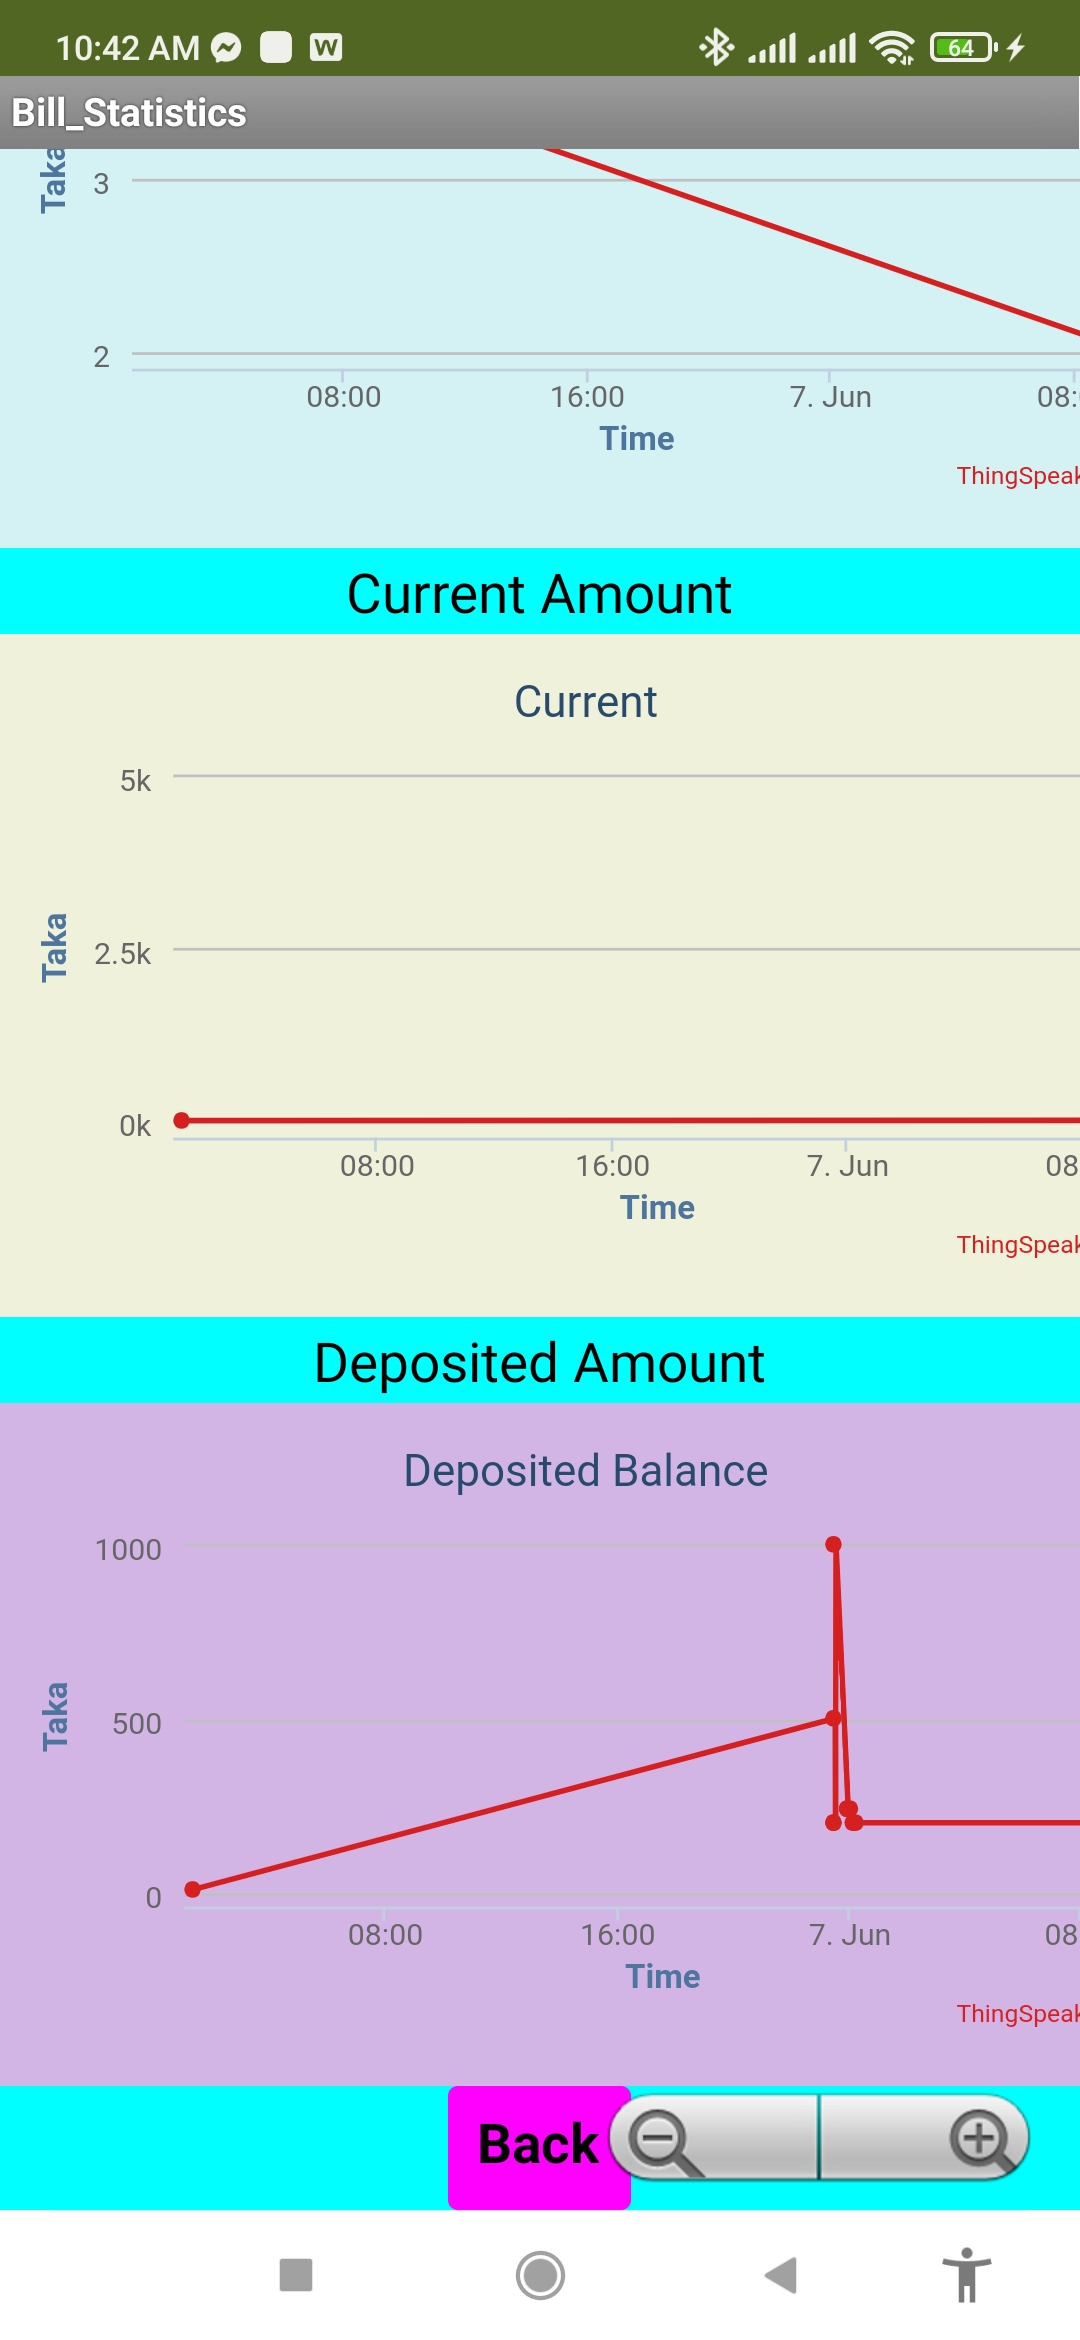 10:42 AM W 64
Bill_Statistics
Taka
3
2
08:00 16:00 7. Jun 08:
Time
ThingSpeak
Current Amount
Current
5k
Taka
2.5k
0k
08:00 16:00 7. Jun 08
Time
ThingSpeak
Deposited Amount
Deposited Balance
1000
Taka
500
0
08:00 16:00 7. Jun 08
Time
ThingSpeak
Back